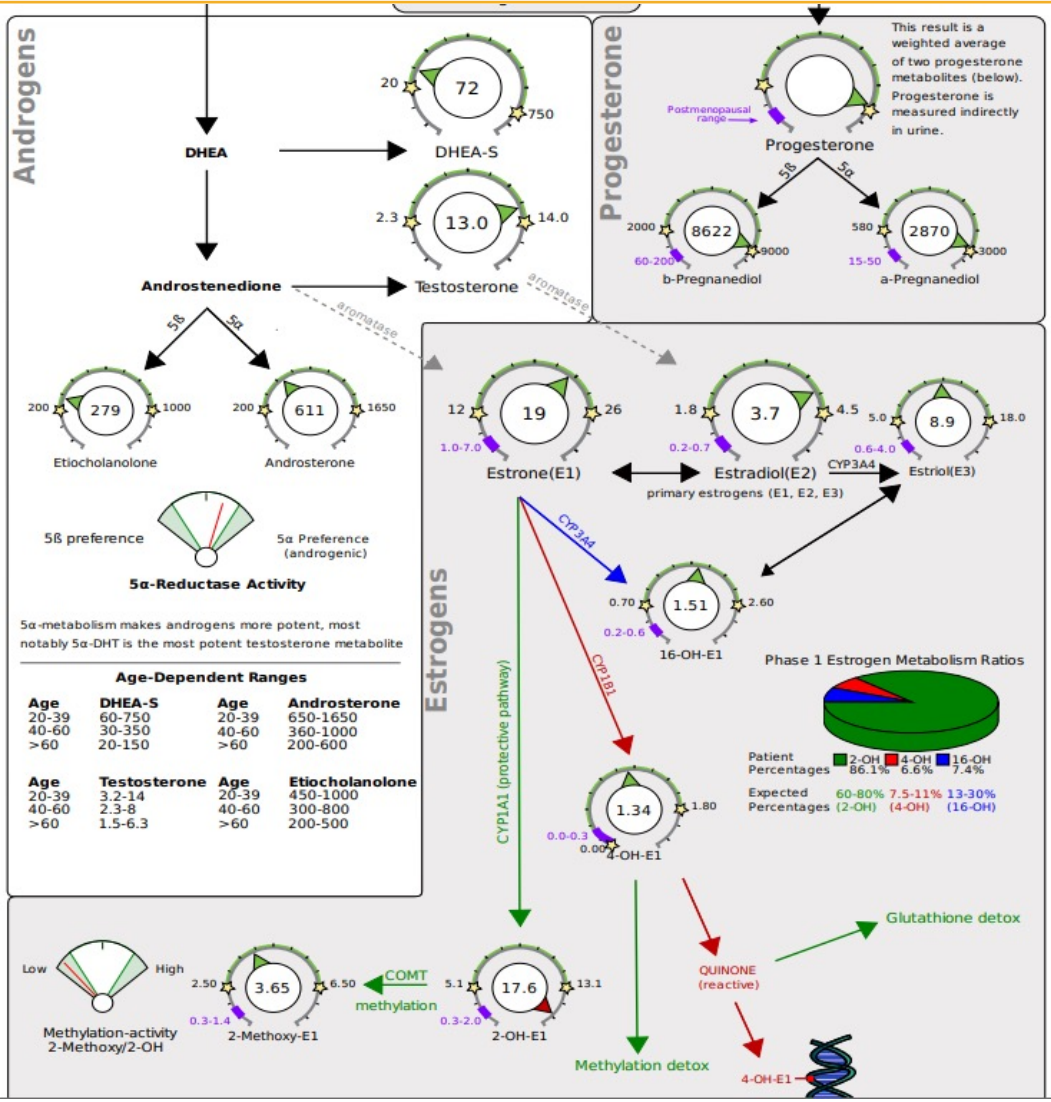 Androgens
20
72
750
DHEA
DHEA-S
2.3
13.0
14.0
Androstenedione
Testosterone
aromatase
aromatase
5ß
5α
200
279
1000
Etiocholanolone
200
611
1650
Androsterone
5ß preference
5α Preference
(androgenic)
5α-Reductase Activity
5α-metabolism makes androgens more potent, most
notably 5α-DHT is the most potent testosterone metabolite
Age-Dependent Ranges
Age DHEA-S Age Androsterone
20-39 60-750 20-39 650-1650
40-60 30-350 40-60 360-1000
>60 20-150 >60 200-600
Age Testosterone Age Etiocholanolone
20-39 3.2-14 20-39 450-1000
40-60 2.3-8 40-60 300-800
>60 1.5-6.3 >60 200-500
Progesterone
This result is a
weighted average
of two progesterone
metabolites (below).
Progesterone is
measured indirectly
in urine.
Postmenopausal
range
Progesterone
5ß
5α
2000
8622
9000
60-200
b-Pregnanediol
580
2870
3000
15-50
a-Pregnanediol
Estrogens
12
19
26
1.0-7.0
Estrone(E1)
1.8
3.7
4.5
0.2-0.7
Estradiol(E2)
CYP3A4
5.0
8.9
18.0
0.6-4.0
Estriol(E3)
primary estrogens (E1, E2, E3)
CYP3A4
0.70
1.51
2.60
0.2-0.6
16-OH-E1
CYP1B1
CYP1A1 (protective pathway)
Phase 1 Estrogen Metabolism Ratios
Patient
Percentages
2-OH 4-OH 16-OH
86.1% 6.6% 7.4%
Expected
Percentages
60-80% 7.5-11% 13-30%
(2-OH) (4-OH) (16-OH)
1.34
1.80
0.0-0.3
0.00
4-OH-E1
Glutathione detox
QUINONE
(reactive)
Low
High
Methylation-activity
2-Methoxy/2-OH
2.50
3.65
6.50
0.3-1.4
2-Methoxy-E1
COMT
methylation
5.1
17.6
13.1
0.3-2.0
2-OH-E1
Methylation detox
4-OH-E1